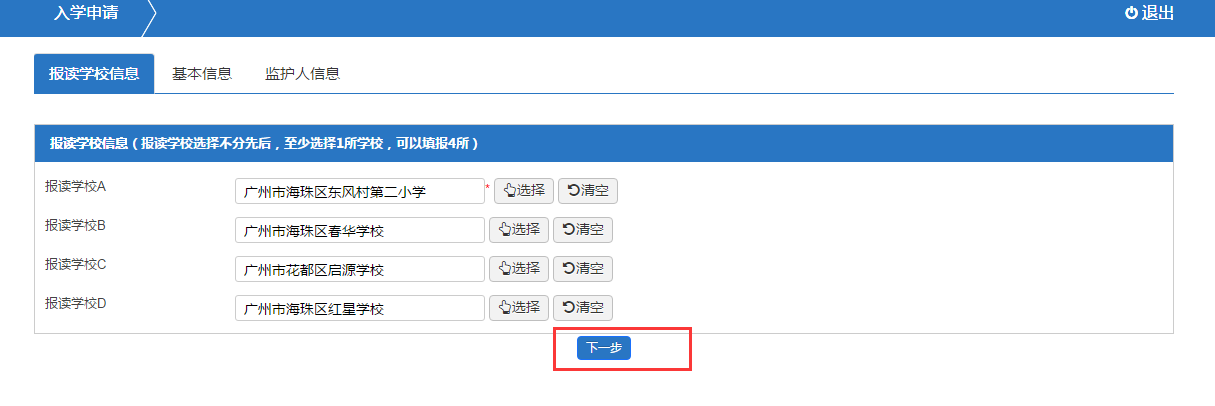 入学申请 退出
报读学校信息 基本信息 监护人信息
报读学校信息（报读学校选择不分先后，至少选择1所学校，可以填报4所）
报读学校A 广州市海珠区东风村第二小学 * 选择 清空
报读学校B 广州市海珠区春华学校 选择 清空
报读学校C 广州市花都区启源学校 选择 清空
报读学校D 广州市海珠区红星学校 选择 清空
下一步